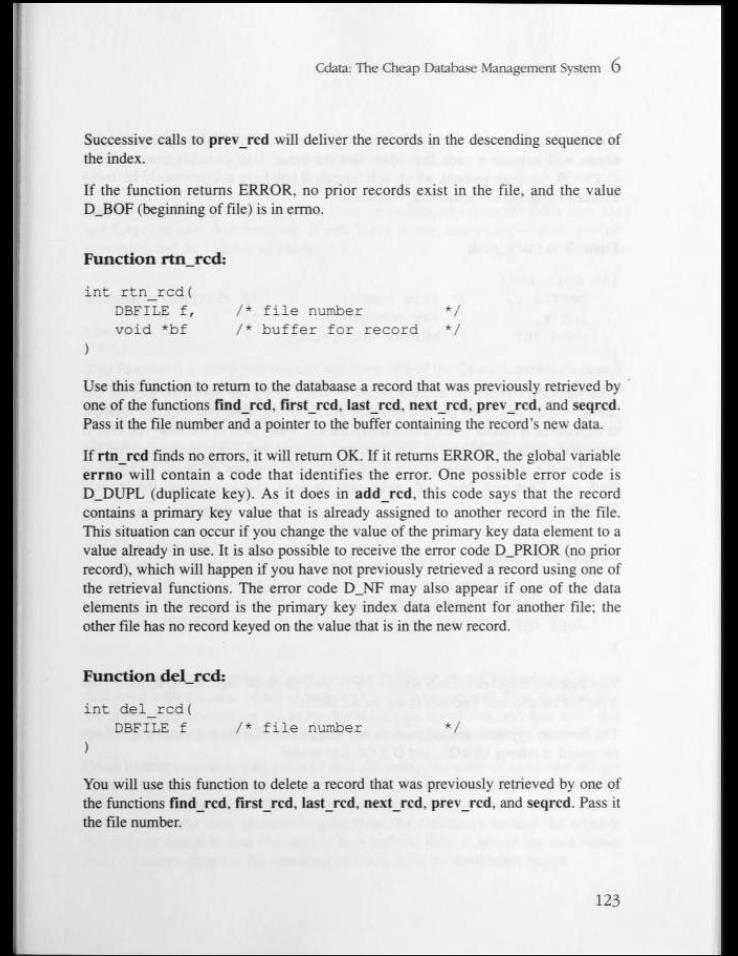 Cdata: The Cheap Database Management System 6
Successive calls to prev_rcd will deliver the records in the descending sequence of
the index.
If the function returns ERROR, no prior records exist in the file, and the value
D_BOF (beginning of file) is in errno.
Function rtn_rcd:
int rtn_rcd(
DBFILE f, /* file number */
void *bf /* buffer for record */
)
Use this function to return to the databaase a record that was previously retrieved by
one of the functions find_rcd, first_rcd, last_rcd, next_rcd, prev_rcd, and seqrcd.
Pass it the file number and a pointer to the buffer containing the record's new data.
If rtn_rcd finds no errors, it will return OK. If it returns ERROR, the global variable
errno will contain a code that identifies the error. One possible error code is
D_DUPL (duplicate key). As it does in add_rcd, this code says that the record
contains a primary key value that is already assigned to another record in the file.
This situation can occur if you change the value of the primary key data element to a
value already in use. It is also possible to receive the error code D_PRIOR (no prior
record), which will happen if you have not previously retrieved a record using one of
the retrieval functions. The error code D_NF may also appear if one of the data
elements in the record is the primary key index data element for another file; the
other file has no record keyed on the value that is in the new record.
Function del_rcd:
int del_rcd(
DBFILE f /* file number */
)
You will use this function to delete a record that was previously retrieved by one of
the functions find_rcd, first_rcd, last_rcd, next_rcd, prev_rcd, and seqrcd. Pass it
the file number.
123